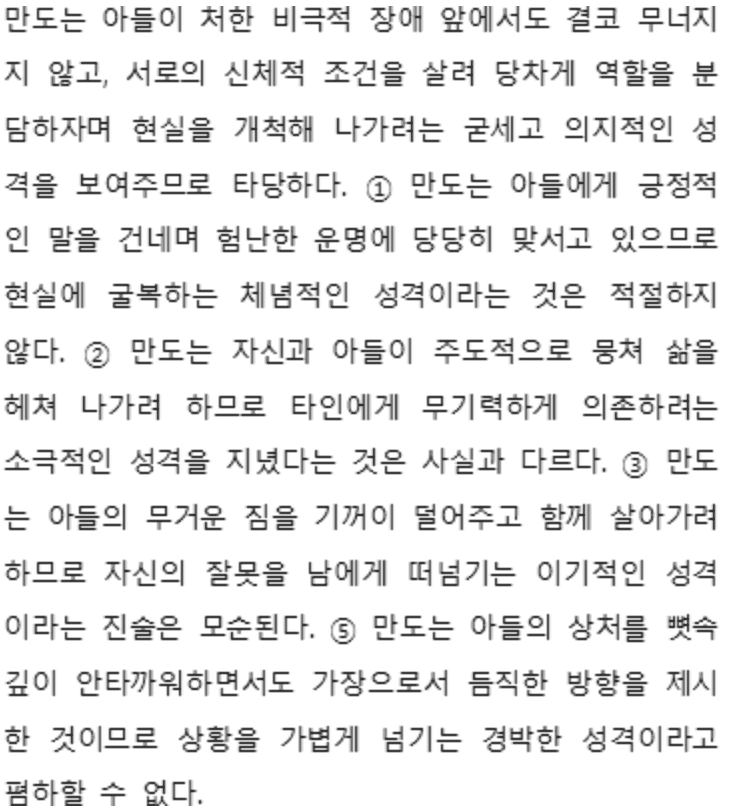 만도는 아들이 처한 비극적 장애 앞에서도 결코 무너지
지 않고, 서로의 신체적 조건을 살려 당차게 역할을 분
담하자며 현실을 개척해 나가려는 굳세고 의지적인 성
격을 보여주므로 타당하다. ① 만도는 아들에게 긍정적
인 말을 건네며 험난한 운명에 당당히 맞서고 있으므로
현실에 굴복하는 체념적인 성격이라는 것은 적절하지
않다. ② 만도는 자신과 아들이 주도적으로 뭉쳐 삶을
헤쳐 나가려 하므로 타인에게 무기력하게 의존하려는
소극적인 성격을 지녔다는 것은 사실과 다르다. ③ 만도
는 아들의 무거운 짐을 기꺼이 덜어주고 함께 살아가려
하므로 자신의 잘못을 남에게 떠넘기는 이기적인 성격
이라는 진술은 모순된다. ⑤ 만도는 아들의 상처를 뼛속
깊이 안타까워하면서도 가장으로서 듬직한 방향을 제시
한 것이므로 상황을 가볍게 넘기는 경박한 성격이라고
폄하할 수 없다.